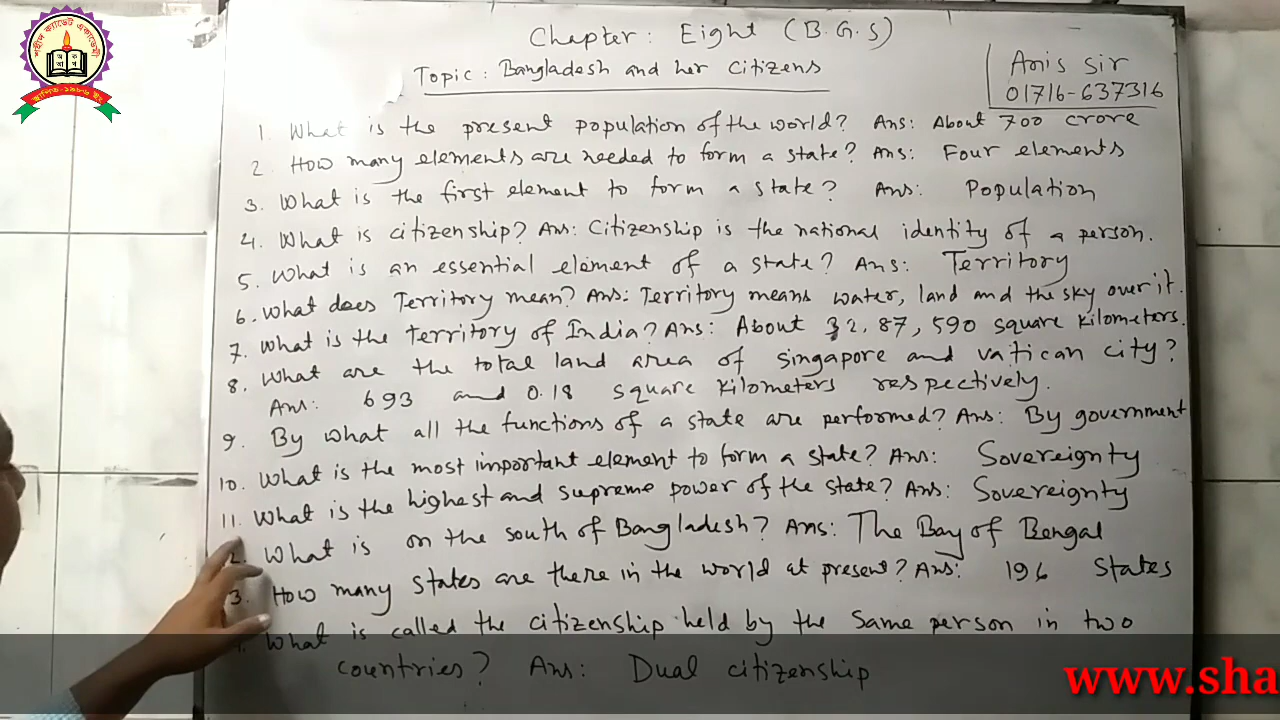 শহীদ ক্যাডেট একাডেমী
স্থাপিত-১৯৮৬ ইং
Chapter: Eight (B.G.S)
Topic: Bangladesh and her citizens
Anis Sir
01716-637316
1. What is the present population of the world? Ans: About 700 crore
2. How many elements are needed to form a state? Ans: Four elements
3. What is the first element to form a state? Ans: Population
4. What is citizenship? Ans: Citizenship is the national identity of a person.
5. What is an essential element of a state? Ans: Territory
6. What does Territory mean? Ans: Territory means water, land and the sky over it.
7. What is the territory of India? Ans: About 32,87,590 square kilometers.
8. What are the total land area of singapore and vatican city?
Ans: 693 and 0.18 square kilometers respectively.
9. By what all the functions of a state are performed? Ans: By government
10. What is the most important element to form a state? Ans: Sovereignty
11. What is the highest and supreme power of the state? Ans: Sovereignty
2. What is on the south of Bangladesh? Ans: The Bay of Bengal
3. How many states are there in the world at present? Ans: 196 States
What is called the citizenship held by the same person in two
countries? Ans: Dual citizenship
www.sha